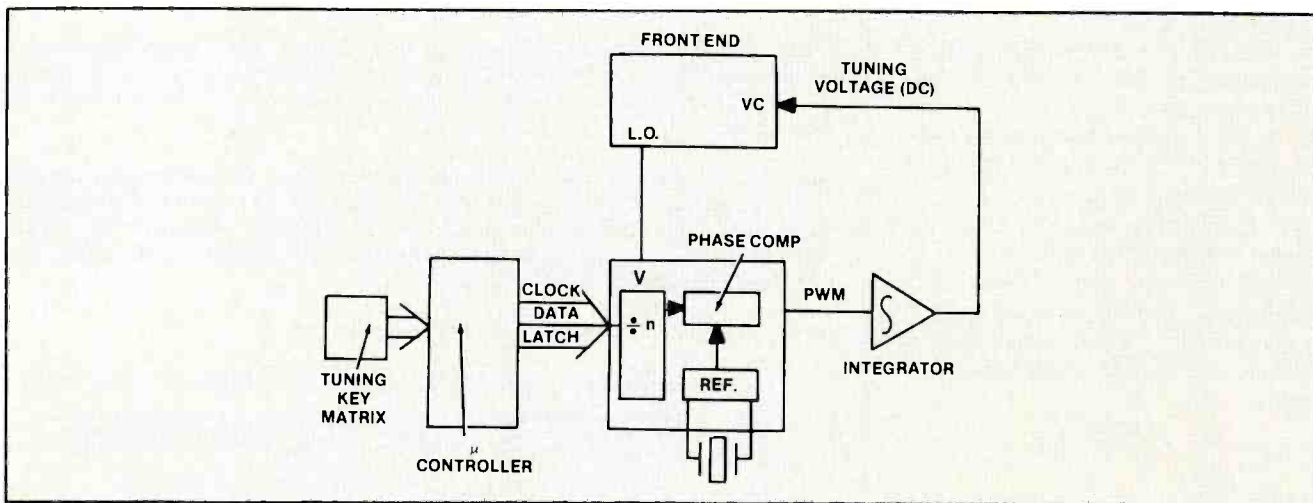 FRONT END
TUNING
VOLTAGE (DC)
VC
L.O.
PHASE COMP
V
CLOCK
DATA
LATCH
÷ n
PWM
∫
INTEGRATOR
REF.
TUNING
KEY
MATRIX
μ
CONTROLLER